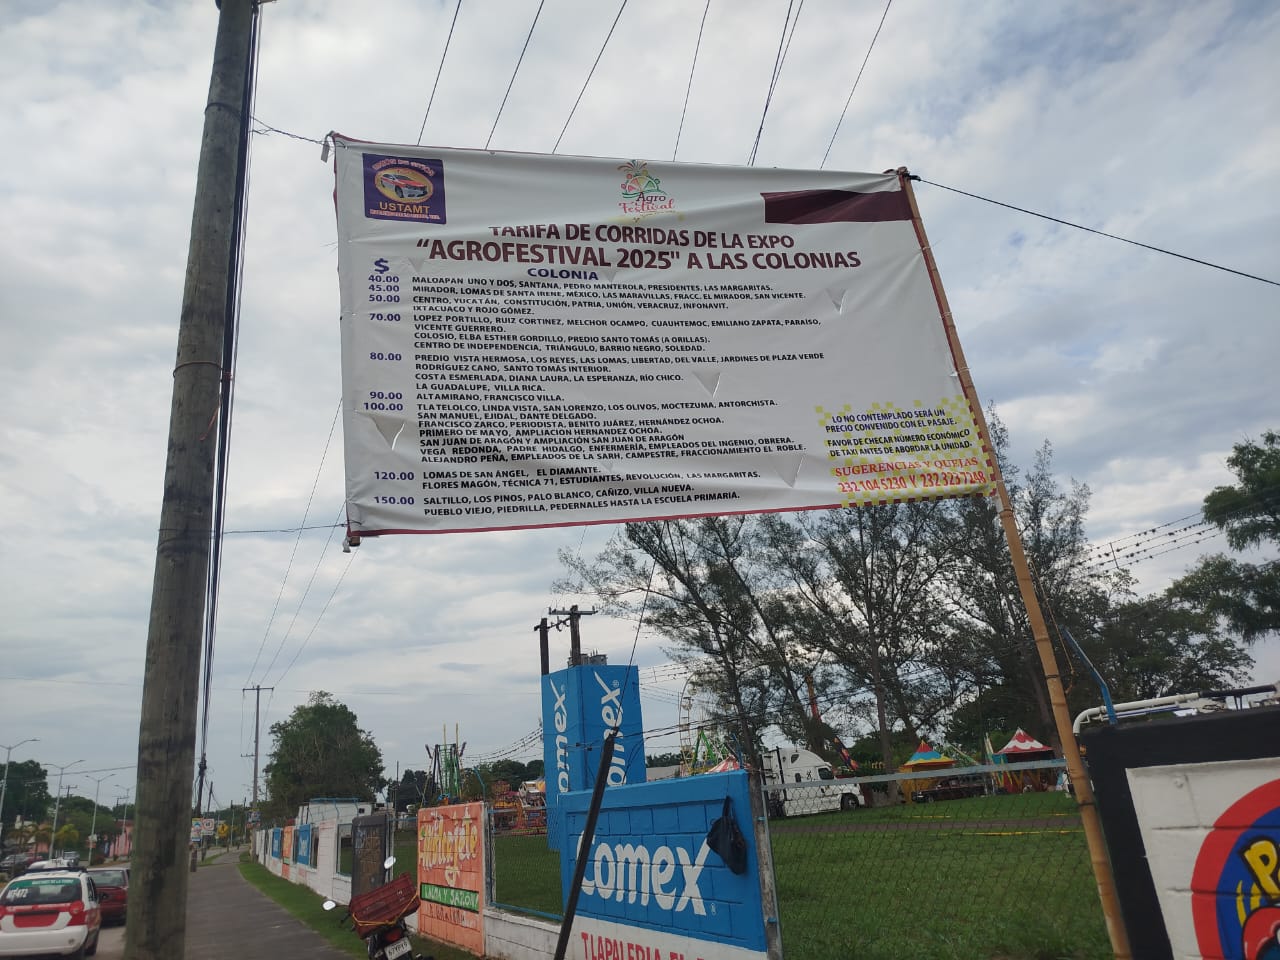 USTAMT
Agro
Festival
TARIFA DE CORRIDAS DE LA EXPO
"AGROFESTIVAL 2025" A LAS COLONIAS
$ COLONIA
40.00 MALOAPAN UNO Y DOS, SANTANA, PEDRO MANTEROLA, PRESIDENTES, LAS MARGARITAS.
45.00 MIRADOR, LOMAS DE SANTA IRENE, MÉXICO, LAS MARAVILLAS, FRACC. EL MIRADOR, SAN VICENTE.
50.00 CENTRO, YUCATÁN, CONSTITUCIÓN, PATRIA, UNIÓN, VERACRUZ, INFONAVIT.
IXTACUACO Y ROJO GÓMEZ.
70.00 LOPEZ PORTILLO, RUIZ CORTINEZ, MELCHOR OCAMPO, CUAUHTEMOC, EMILIANO ZAPATA, PARAÍSO,
VICENTE GUERRERO.
COLOSIO, ELBA ESTHER GORDILLO, PREDIO SANTO TOMÁS (A ORILLAS).
CENTRO DE INDEPENDENCIA, TRIÁNGULO, BARRIO NEGRO, SOLEDAD.
80.00 PREDIO VISTA HERMOSA, LOS REYES, LAS LOMAS, LIBERTAD, DEL VALLE, JARDINES DE PLAZA VERDE
RODRÍGUEZ CANO, SANTO TOMÁS INTERIOR.
COSTA ESMERLADA, DIANA LAURA, LA ESPERANZA, RÍO CHICO.
LA GUADALUPE, VILLA RICA.
90.00 ALTAMIRANO, FRANCISCO VILLA.
100.00 TLATELOLCO, LINDA VISTA, SAN LORENZO, LOS OLIVOS, MOCTEZUMA, ANTORCHISTA.
SAN MANUEL, EJIDAL, DANTE DELGADO.
FRANCISCO ZARCO, PERIODISTA, BENITO JUÁREZ, HERNÁNDEZ OCHOA.
PRIMERO DE MAYO, AMPLIACION HERNANDEZ OCHOA.
SAN JUAN DE ARAGÓN Y AMPLIACIÓN SAN JUAN DE ARAGÓN
VEGA REDONDA, PADRE HIDALGO, ENFERMERÍA, EMPLEADOS DEL INGENIO, OBRERA.
ALEJANDRO PEÑA, EMPLEADOS DE LA SARH, CAMPESTRE, FRACCIONAMIENTO EL ROBLE.
120.00 LOMAS DE SAN ÁNGEL, EL DIAMANTE.
FLORES MAGÓN, TÉCNICA 71, ESTUDIANTES, REVOLUCIÓN, LAS MARGARITAS.
150.00 SALTILLO, LOS PINOS, PALO BLANCO, CAÑIZO, VILLA NUEVA.
PUEBLO VIEJO, PIEDRILLA, PEDERNALES HASTA LA ESCUELA PRIMARIA.
LO NO CONTEMPLADO SERÁ UN
PRECIO CONVENIDO CON EL PASAJE.
FAVOR DE CHECAR NÚMERO ECONÓMICO
DE TAXI ANTES DE ABORDAR LA UNIDAD.
SUGERENCIAS Y QUEJAS
232 104 5230 Y 232 323 7248
comex
comex
comex
TLAPALERIA